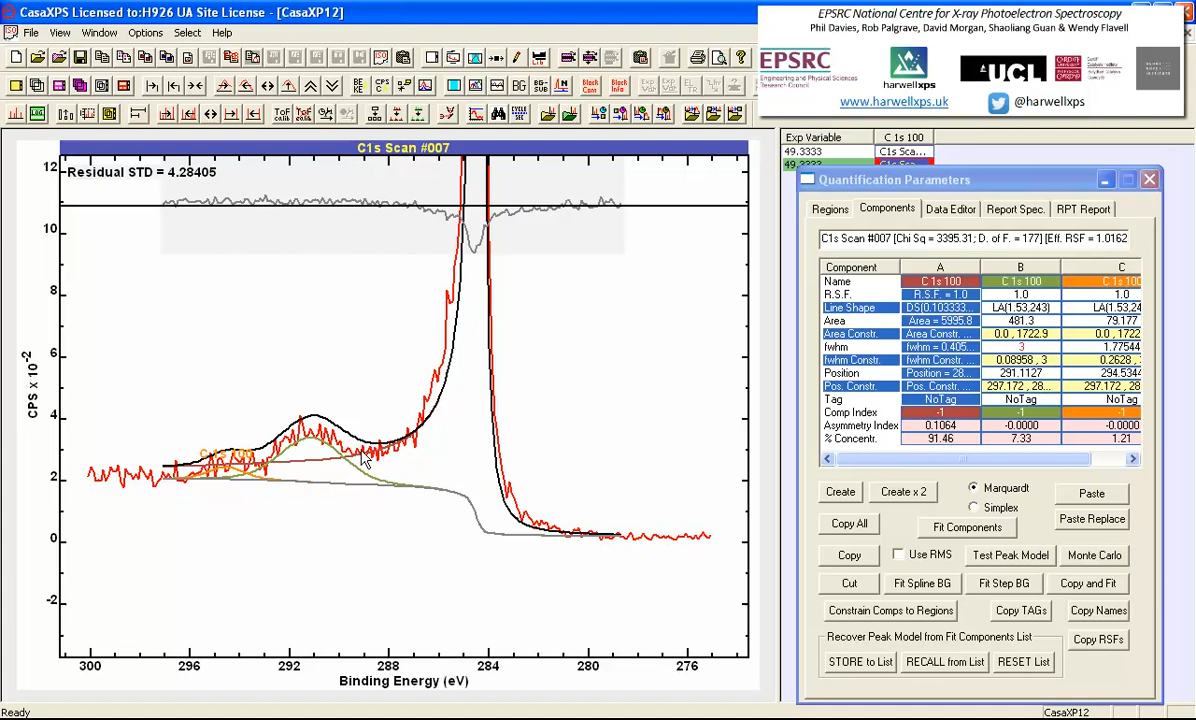 CasaXPS Licensed to:H926 UA Site License - [CasaXP12]
File View Window Options Select Help
EPSRC National Centre for X-ray Photoelectron Spectroscopy
Phil Davies, Rob Palgrave, David Morgan, Shaoliang Guan & Wendy Flavell
EPSRC
Engineering and Physical Sciences
Research Council
harwellxps
UCL
www.harwellxps.uk
@harwellxps
C1s Scan #007
Residual STD = 4.28405
C 1s 100
12
10
8
6
4
2
0
-2
CPS x 10⁻²
300 296 292 288 284 280 276
Binding Energy (eV)
Exp Variable C 1s 100
49.3333 C1s Sca...
49.3333 C1s Sca...
Quantification Parameters
Regions Components Data Editor Report Spec. RPT Report
C1s Scan #007 [Chi Sq = 3395.31; D. of F. = 177] [Eff. RSF = 1.0162
Component A B C
Name C 1s 100 C 1s 100 C 1s 100
R.S.F. R.S.F. = 1.0 1.0 1.0
Line Shape DS(0.103333... LA(1.53,243) LA(1.53,24
Area Area = 5995.8 481.3 79.177
Area Constr. Area Constr. ... 0.0 , 1722.9 0.0 , 1722
fwhm fwhm = 0.405... 3 1.77544
fwhm Constr. fwhm Constr. ... 0.08958 , 3 0.2628 ,
Position Position = 28... 291.1127 294.5344
Pos. Constr. Pos. Constr. ... 297.172 , 28... 297.172 , 28
Tag NoTag NoTag NoTag
Comp Index -1 -1 -1
Asymmetry Index 0.1064 -0.0000 -0.0000
% Concentr. 91.46 7.33 1.21
Create Create x 2 Marquardt Paste
Simplex
Copy All Fit Components Paste Replace
Copy Use RMS Test Peak Model Monte Carlo
Cut Fit Spline BG Fit Step BG Copy and Fit
Constrain Comps to Regions Copy TAGs Copy Names
Recover Peak Model from Fit Components List
Copy RSFs
STORE to List RECALL from List RESET List
Ready
CasaXP12